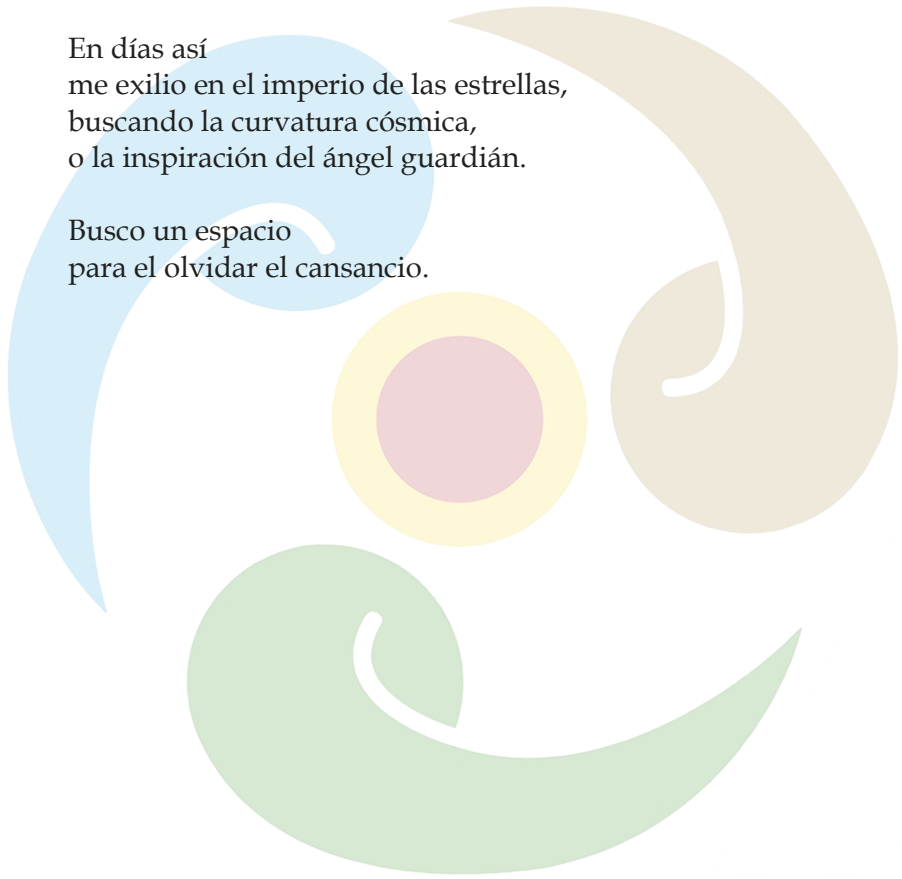 En días así
me exilio en el imperio de las estrellas,
buscando la curvatura cósmica,
o la inspiración del ángel guardián.
Busco un espacio
para el olvidar el cansancio.